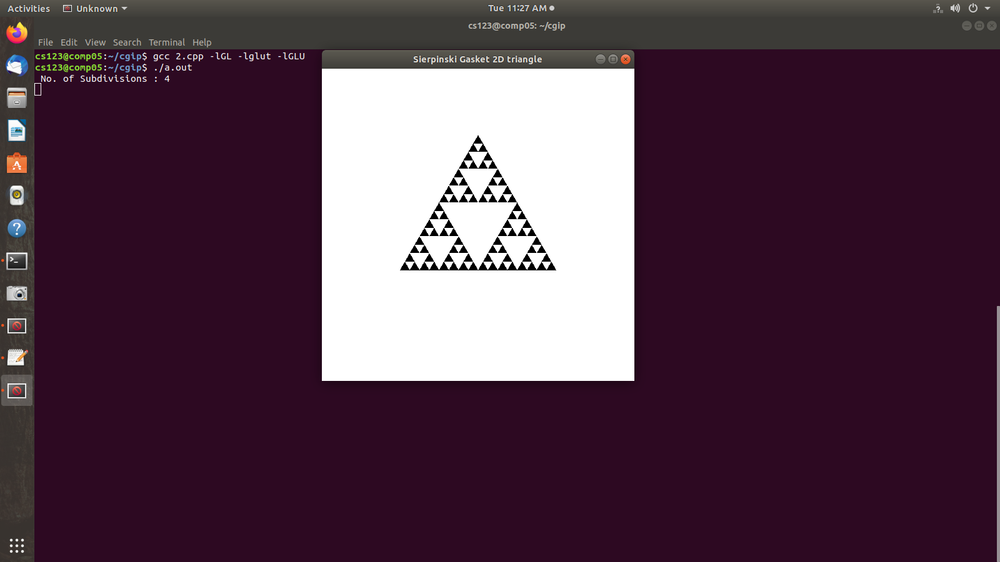 Activities Unknown Tue 11:27 AM
cs123@comp05: ~/cgip
File Edit View Search Terminal Help
cs123@comp05:~/cgip$ gcc 2.cpp -lGL -lglut -lGLU
cs123@comp05:~/cgip$ ./a.out
No. of Subdivisions : 4
Sierpinski Gasket 2D triangle